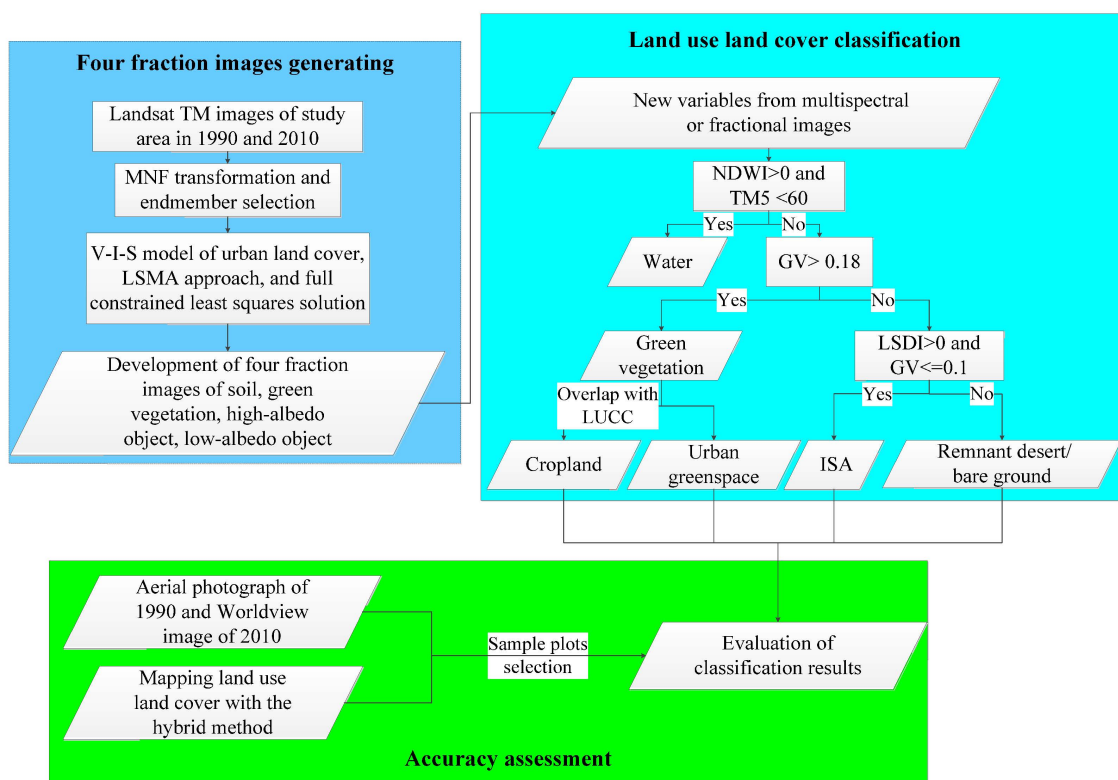 Four fraction images generating
Landsat TM images of study
area in 1990 and 2010
MNF transformation and
endmember selection
V-I-S model of urban land cover,
LSMA approach, and full
constrained least squares solution
Development of four fraction
images of soil, green
vegetation, high-albedo
object, low-albedo object
Land use land cover classification
New variables from multispectral
or fractional images
NDWI>0 and
TM5 <60
Yes
No
Water
GV> 0.18
Yes
No
Green
vegetation
LSDI>0 and
GV<=0.1
Overlap with
LUCC
Yes
No
Cropland
Urban
greenspace
ISA
Remnant desert/
bare ground
Aerial photograph of
1990 and Worldview
image of 2010
Mapping land use
land cover with the
hybrid method
Sample plots
selection
Evaluation of
classification results
Accuracy assessment